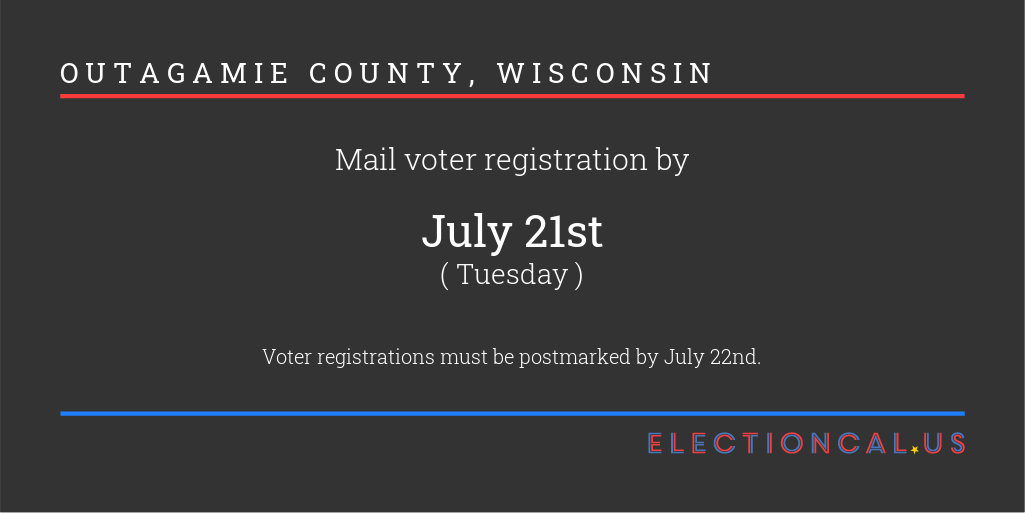 OUTAGAMIE COUNTY, WISCONSIN
Mail voter registration by
July 21st
( Tuesday )
Voter registrations must be postmarked by July 22nd.
ELECTIONCAL.US